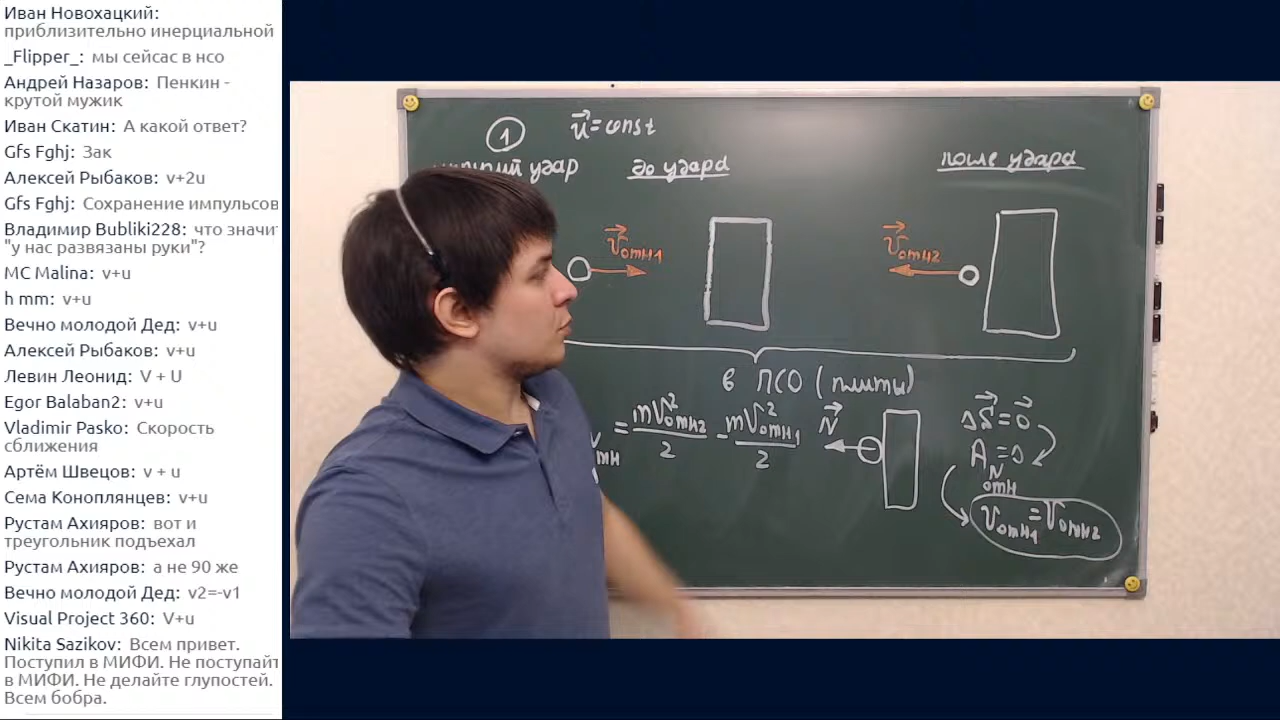 Иван Новохацкий:
приблизительно инерциальной
_Flipper_: мы сейсас в нсо
Андрей Назаров: Пенкин -
крутой мужик
Иван Скатин: А какой ответ?
Gfs Fghj: Зак
Алексей Рыбаков: v+2u
Gfs Fghj: Сохранение импульсов
Владимир Bubliki228: что значит
"у нас развязаны руки"?
MC Malina: v+u
h mm: v+u
Вечно молодой Дед: v+u
Алексей Рыбаков: v+u
Левин Леонид: V + U
Egor Balaban2: v+u
Vladimir Pasko: Скорость
сближения
Артём Швецов: v + u
Сема Коноплянцев: v+u
Рустам Ахияров: вот и
треугольник подъехал
Рустам Ахияров: а не 90 же
Вечно молодой Дед: v2=-v1
Visual Project 360: V+u
Nikita Sazikov: Всем привет.
Поступил в МИФИ. Не поступайт
в МИФИ. Не делайте глупостей.
Всем бобра.
1 u⃗=const
удар до удара после удара
v⃗отн1 v⃗отн2
в ПСО (плиты)
= mv²отн2/2 - mv²отн1/2 N⃗ ΔS⃗=0⃗
A N отн =0
vотн1=vотн2